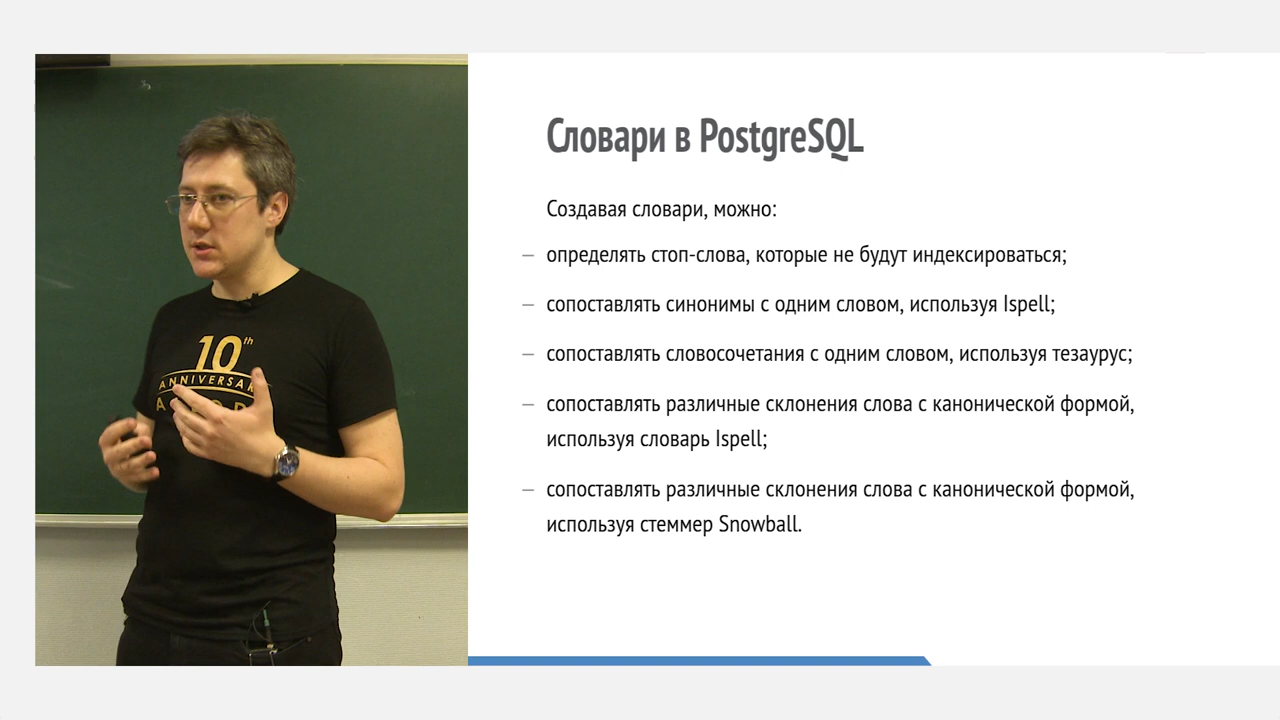 10th
ANNIVERSARY
Словари в PostgreSQL
Создавая словари, можно:
– определять стоп-слова, которые не будут индексироваться;
– сопоставлять синонимы с одним словом, используя Ispell;
– сопоставлять словосочетания с одним словом, используя тезаурус;
– сопоставлять различные склонения слова с канонической формой,
используя словарь Ispell;
– сопоставлять различные склонения слова с канонической формой,
используя стеммер Snowball.